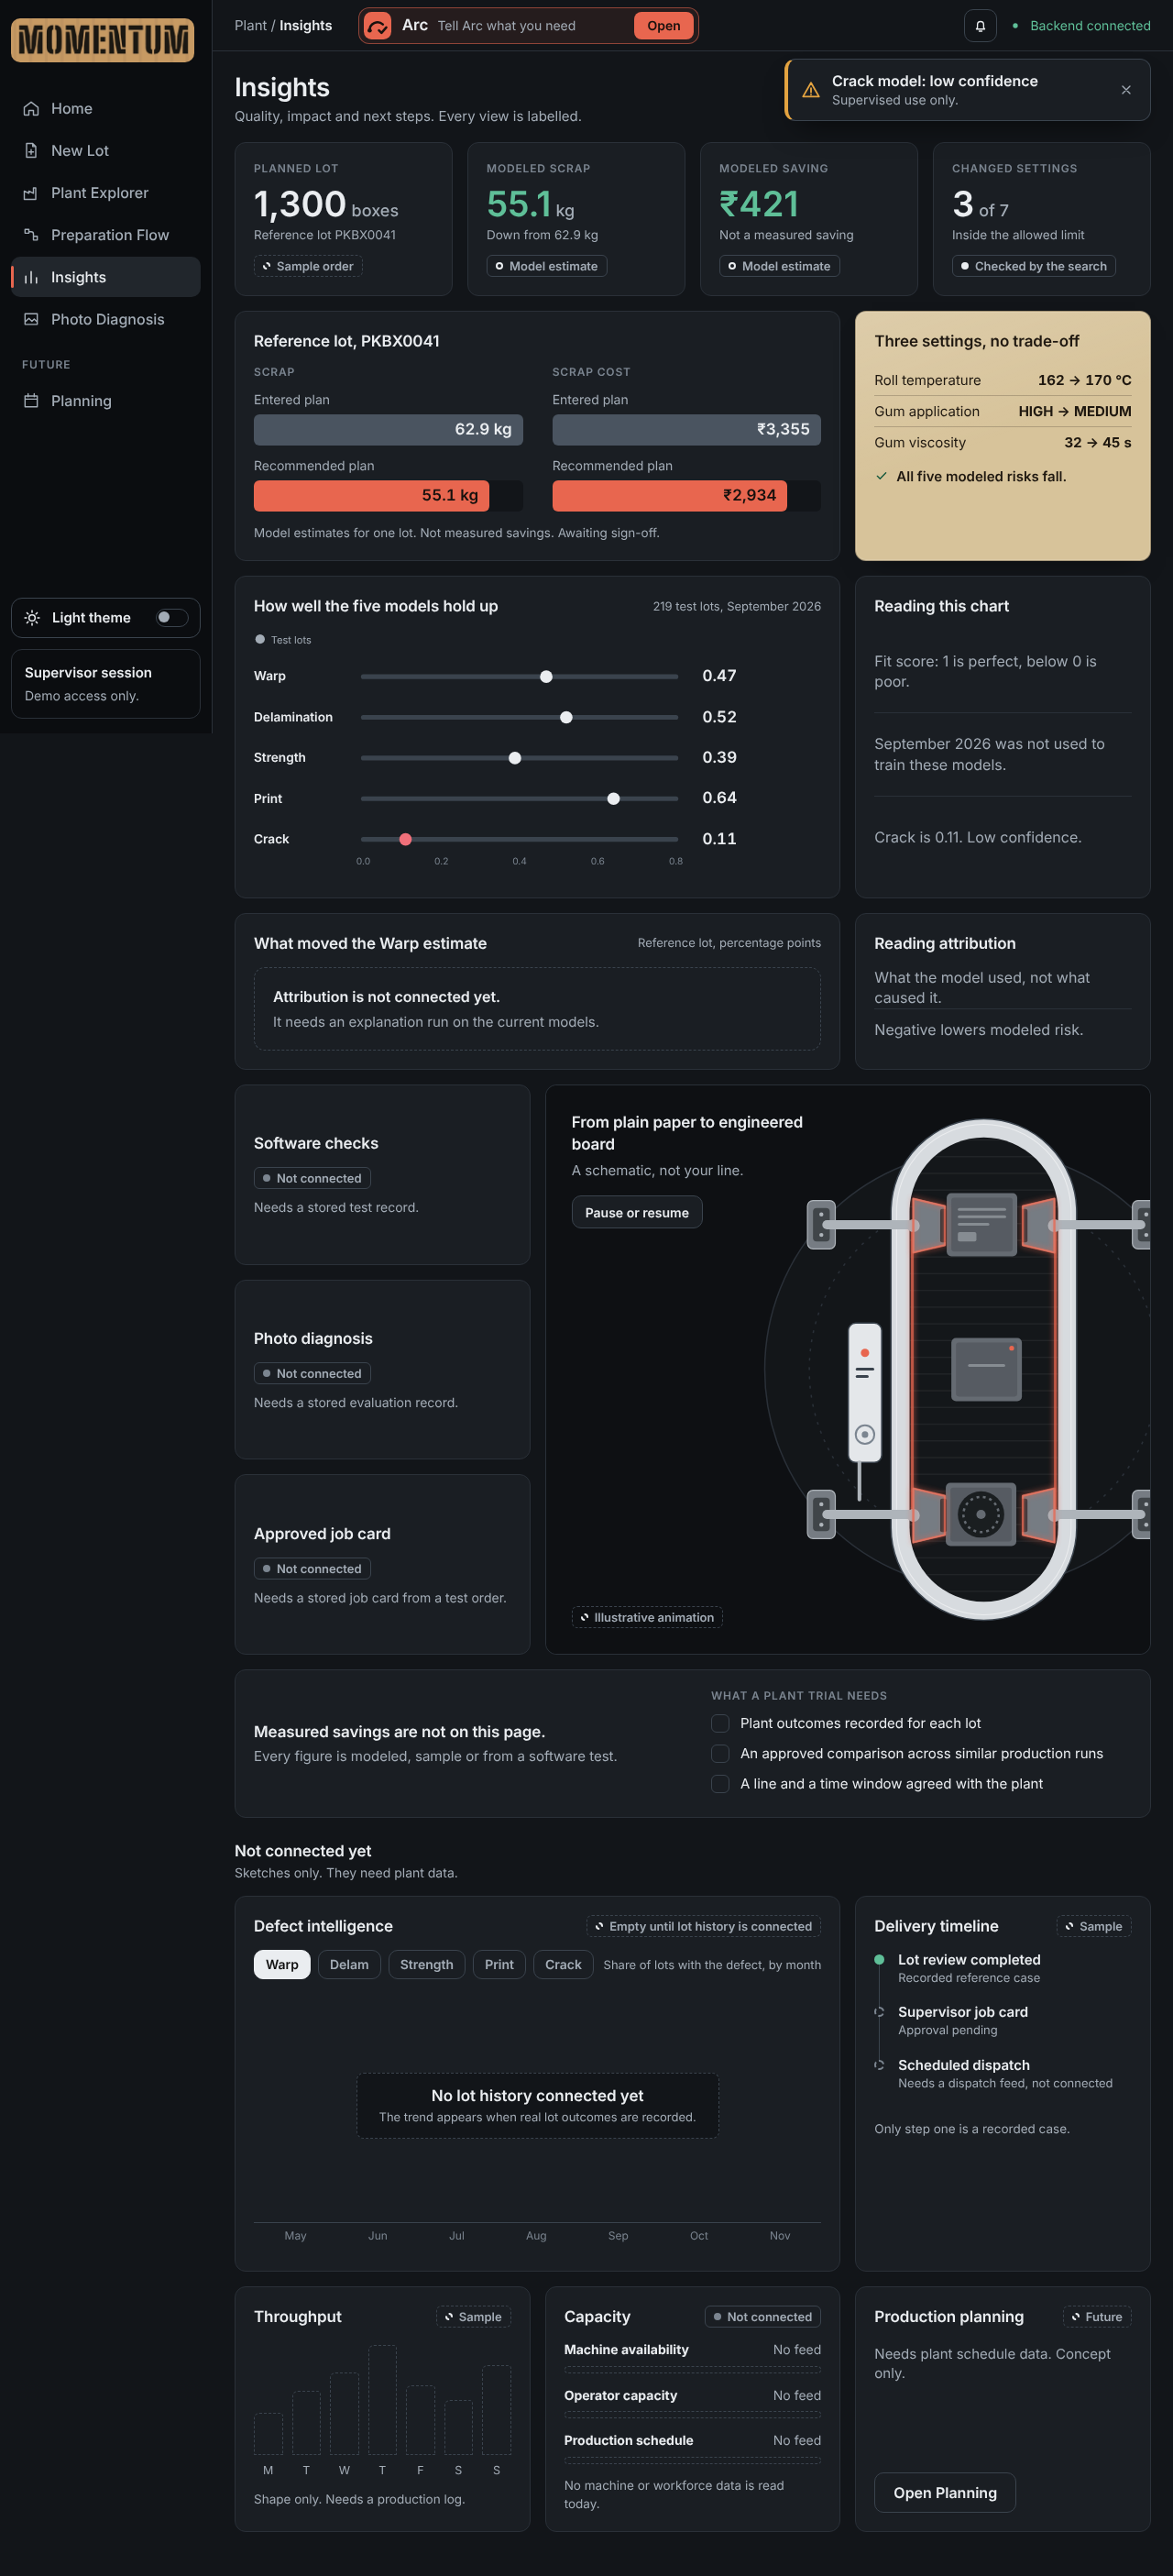 MOMENTUM
Home
New Lot
Plant Explorer
Preparation Flow
Insights
Photo Diagnosis
FUTURE
Planning
Light theme
Supervisor session
Demo access only.
Plant / Insights
Arc Tell Arc what you need Open
Backend connected
Insights
Quality, impact and next steps. Every view is labelled.
Crack model: low confidence
Supervised use only.
PLANNED LOT
1,300 boxes
Reference lot PKBX0041
Sample order
MODELED SCRAP
55.1 kg
Down from 62.9 kg
Model estimate
MODELED SAVING
₹421
Not a measured saving
Model estimate
CHANGED SETTINGS
3 of 7
Inside the allowed limit
Checked by the search
Reference lot, PKBX0041
SCRAP
Entered plan
62.9 kg
Recommended plan
55.1 kg
SCRAP COST
Entered plan
₹3,355
Recommended plan
₹2,934
Model estimates for one lot. Not measured savings. Awaiting sign-off.
Three settings, no trade-off
Roll temperature 162 → 170 °C
Gum application HIGH → MEDIUM
Gum viscosity 32 → 45 s
All five modeled risks fall.
How well the five models hold up
219 test lots, September 2026
Test lots
Warp 0.47
Delamination 0.52
Strength 0.39
Print 0.64
Crack 0.11
0.0 0.2 0.4 0.6 0.8
Reading this chart
Fit score: 1 is perfect, below 0 is
poor.
September 2026 was not used to
train these models.
Crack is 0.11. Low confidence.
What moved the Warp estimate
Reference lot, percentage points
Attribution is not connected yet.
It needs an explanation run on the current models.
Reading attribution
What the model used, not what
caused it.
Negative lowers modeled risk.
Software checks
Not connected
Needs a stored test record.
Photo diagnosis
Not connected
Needs a stored evaluation record.
Approved job card
Not connected
Needs a stored job card from a test order.
From plain paper to engineered
board
A schematic, not your line.
Pause or resume
Illustrative animation
Measured savings are not on this page.
Every figure is modeled, sample or from a software test.
WHAT A PLANT TRIAL NEEDS
Plant outcomes recorded for each lot
An approved comparison across similar production runs
A line and a time window agreed with the plant
Not connected yet
Sketches only. They need plant data.
Defect intelligence
Empty until lot history is connected
Warp Delam Strength Print Crack
Share of lots with the defect, by month
No lot history connected yet
The trend appears when real lot outcomes are recorded.
May Jun Jul Aug Sep Oct Nov
Delivery timeline
Sample
Lot review completed
Recorded reference case
Supervisor job card
Approval pending
Scheduled dispatch
Needs a dispatch feed, not connected
Only step one is a recorded case.
Throughput
Sample
M T W T F S S
Shape only. Needs a production log.
Capacity
Not connected
Machine availability No feed
Operator capacity No feed
Production schedule No feed
No machine or workforce data is read
today.
Production planning
Future
Needs plant schedule data. Concept
only.
Open Planning